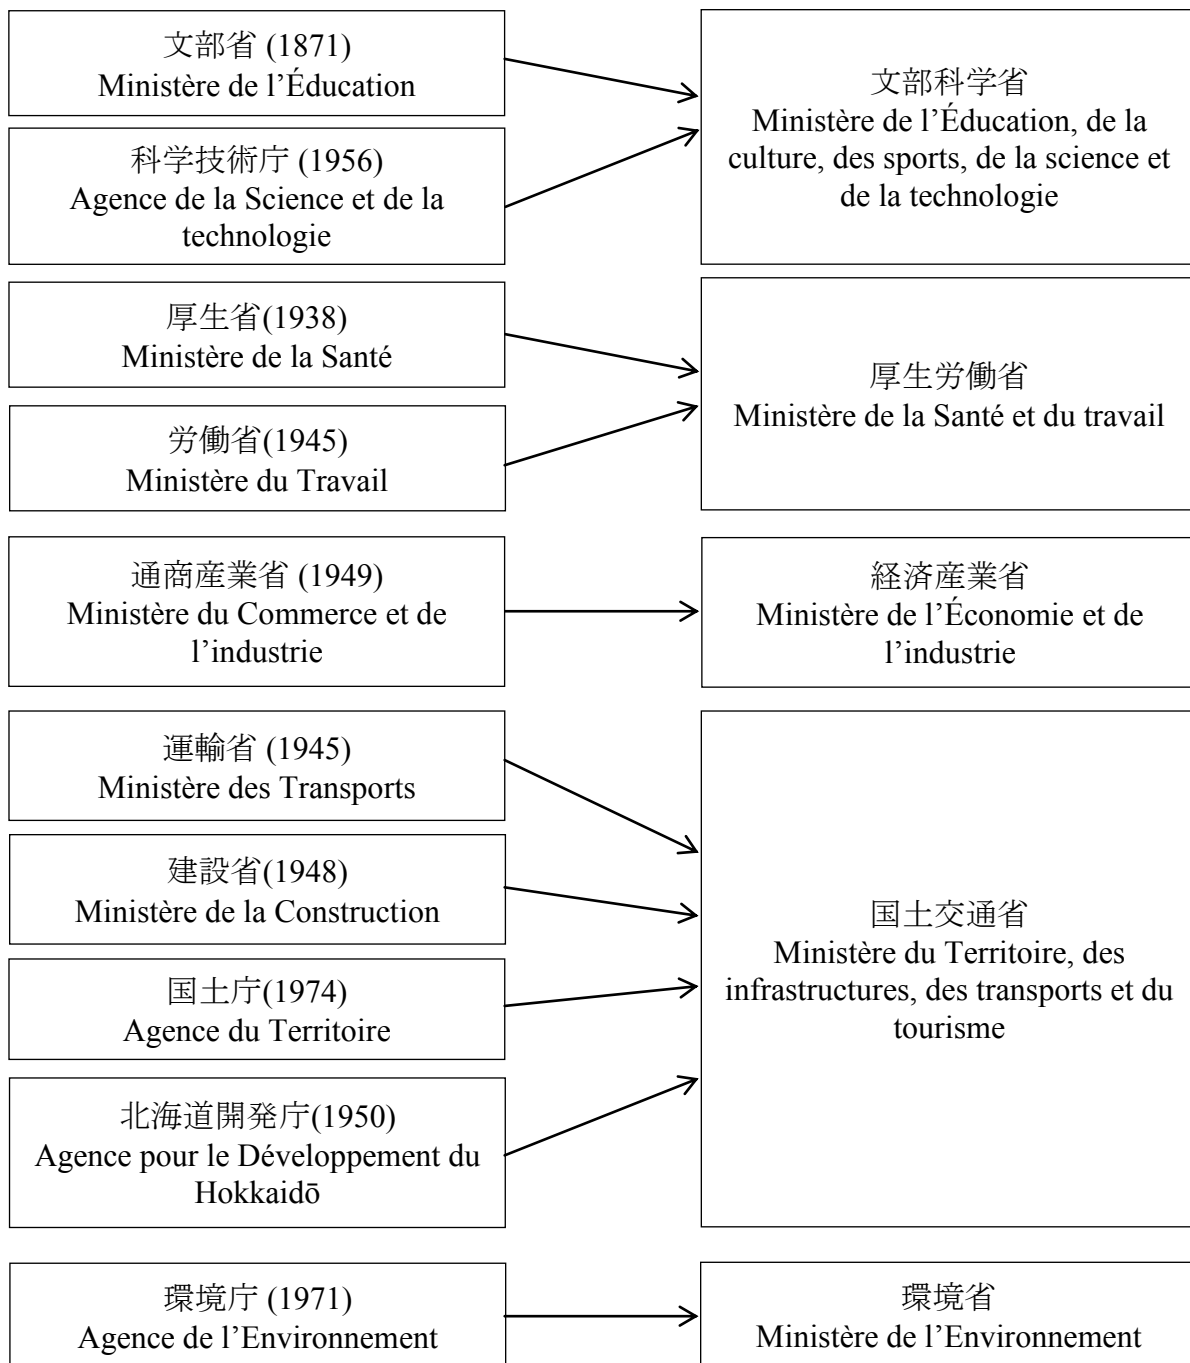 文部省 (1871)
Ministère de l’Éducation
科学技術庁 (1956)
Agence de la Science et de la
technologie
文部科学省
Ministère de l’Éducation, de la
culture, des sports, de la science et
de la technologie
厚生省(1938)
Ministère de la Santé
労働省(1945)
Ministère du Travail
厚生労働省
Ministère de la Santé et du travail
通商産業省 (1949)
Ministère du Commerce et de
l’industrie
経済産業省
Ministère de l’Économie et de
l’industrie
運輸省 (1945)
Ministère des Transports
建設省(1948)
Ministère de la Construction
国土庁(1974)
Agence du Territoire
北海道開発庁(1950)
Agence pour le Développement du
Hokkaidō
国土交通省
Ministère du Territoire, des
infrastructures, des transports et du
tourisme
環境庁 (1971)
Agence de l’Environnement
環境省
Ministère de l’Environnement